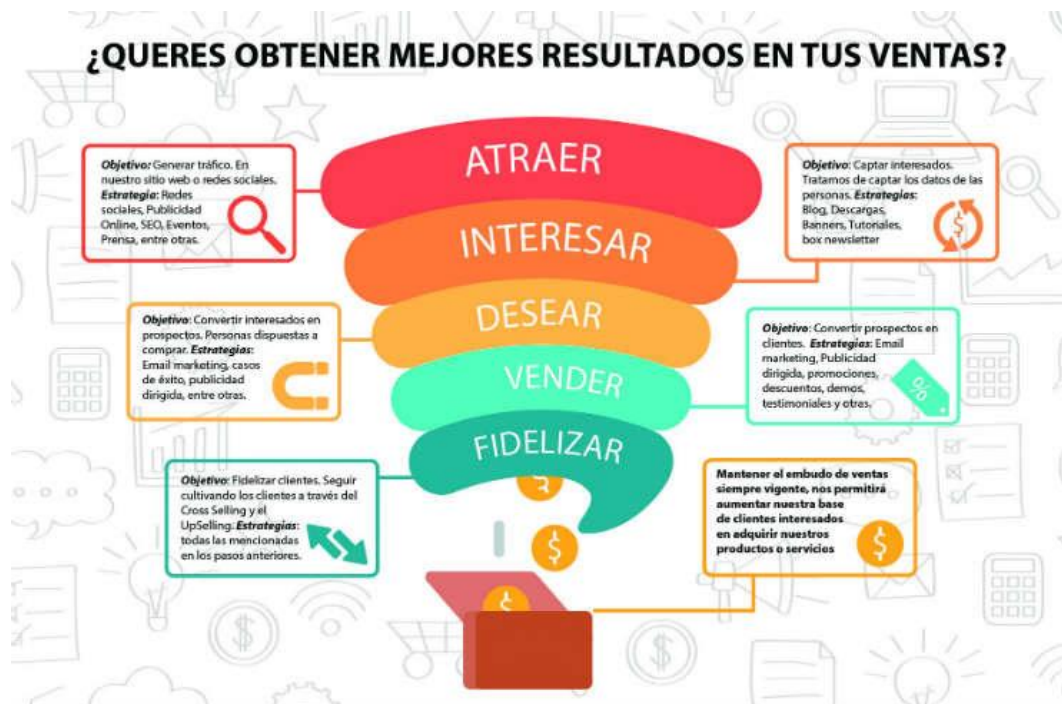 ¿QUERES OBTENER MEJORES RESULTADOS EN TUS VENTAS?
ATRAER
Objetivo: Generar tráfico. En
nuestro sitio web o redes sociales.
Estrategia: Redes
sociales, Publicidad
Online, SEO, Eventos,
Prensa, entre otras.
INTERESAR
Objetivo: Captar interesados.
Tratamos de captar los datos de las
personas. Estrategias:
Blog, Descargas,
Banners, Tutoriales,
box newsletter
$
DESEAR
Objetivo: Convertir interesados en
prospectos. Personas dispuestas a
comprar. Estrategias:
Email marketing, casos
de éxito, publicidad
dirigida, entre otras.
VENDER
Objetivo: Convertir prospectos en
clientes. Estrategias: Email
marketing, Publicidad
dirigida, promociones,
descuentos, demos,
testimoniales y otras.
%
FIDELIZAR
Objetivo: Fidelizar clientes. Seguir
cultivando los clientes a través del
Cross Selling y el
UpSelling. Estrategias:
todas las mencionadas
en los pasos anteriores.
Mantener el embudo de ventas
siempre vigente, nos permitirá
aumentar nuestra base
de clientes interesados
en adquirir nuestros
productos o servicios
$
$
$
$
$